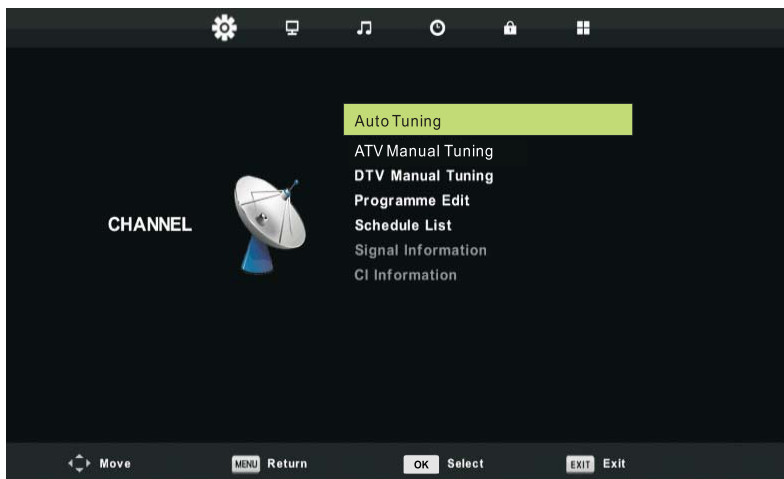 Auto Tuning
ATV Manual Tuning
DTV Manual Tuning
Programme Edit
CHANNEL
Schedule List
Signal Information
CI Information
Move
MENU Return
OK Select
EXIT Exit